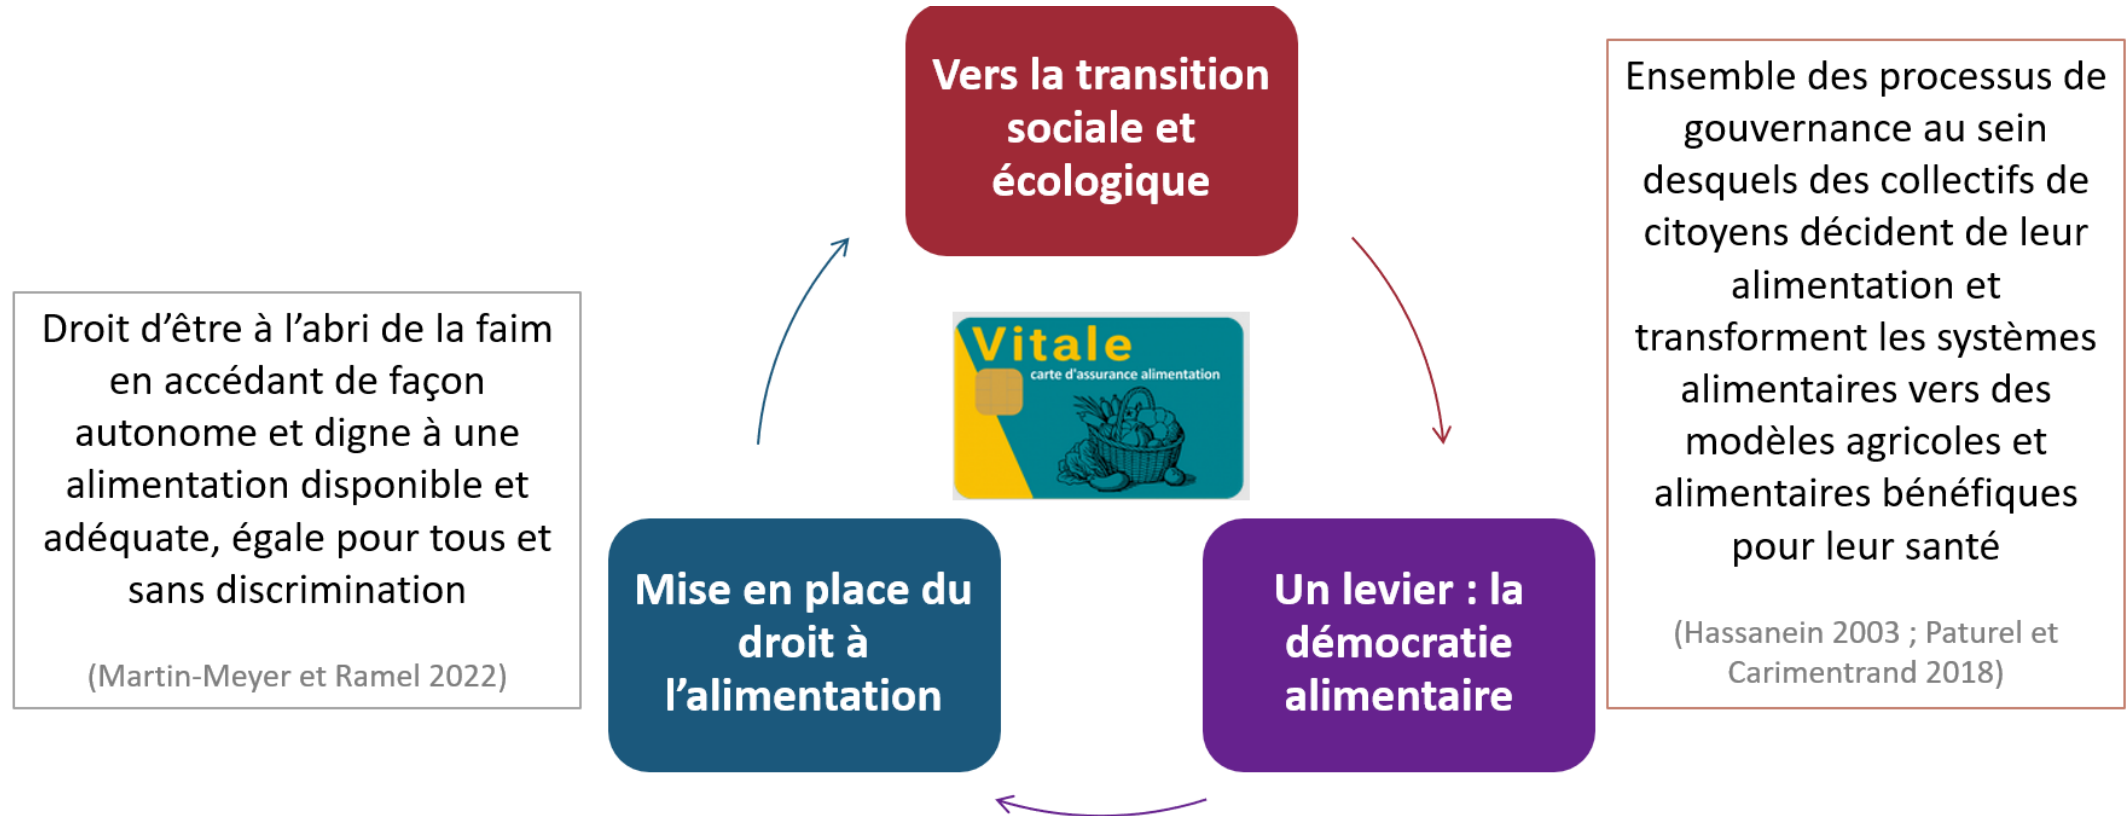 Vers la transition
sociale et
écologique
Ensemble des processus de
gouvernance au sein
desquels des collectifs de
citoyens décident de leur
alimentation et
transforment les systèmes
alimentaires vers des
modèles agricoles et
alimentaires bénéfiques
pour leur santé
(Hassanein 2003 ; Paturel et
Carimentrand 2018)
Droit d’être à l’abri de la faim
en accédant de façon
autonome et digne à une
alimentation disponible et
adéquate, égale pour tous et
sans discrimination
(Martin-Meyer et Ramel 2022)
Vitale
carte d'assurance alimentation
Mise en place du
droit à
l’alimentation
Un levier : la
démocratie
alimentaire